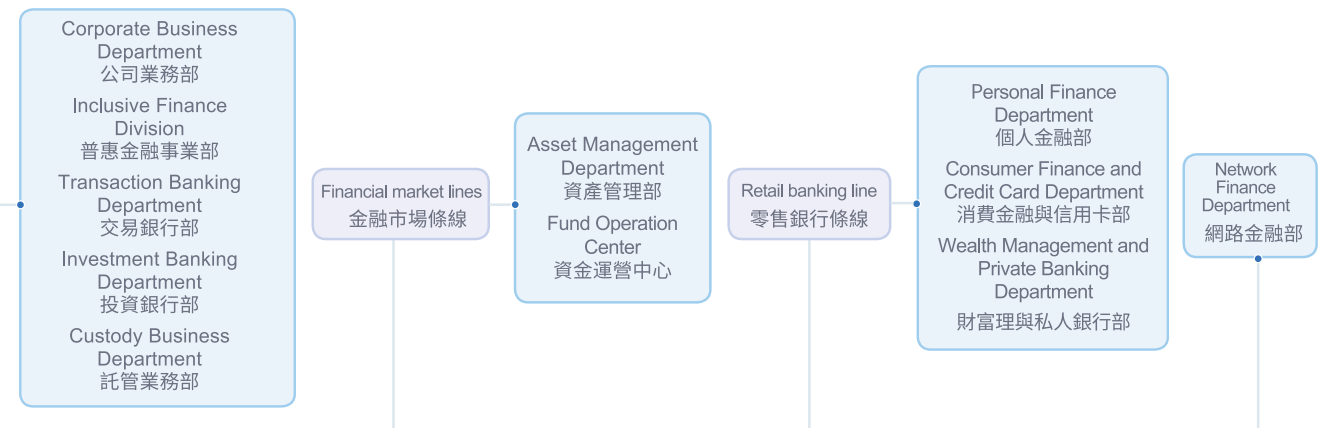 Corporate Business
Department
公司業務部
Inclusive Finance
Division
普惠金融事業部
Transaction Banking
Department
交易銀行部
Investment Banking
Department
投資銀行部
Custody Business
Department
託管業務部
Financial market lines
金融市場條線
Asset Management
Department
資產管理部
Fund Operation
Center
資金運營中心
Retail banking line
零售銀行條線
Personal Finance
Department
個人金融部
Consumer Finance and
Credit Card Department
消費金融與信用卡部
Wealth Management and
Private Banking
Department
財富理與私人銀行部
Network
Finance
Department
網路金融部